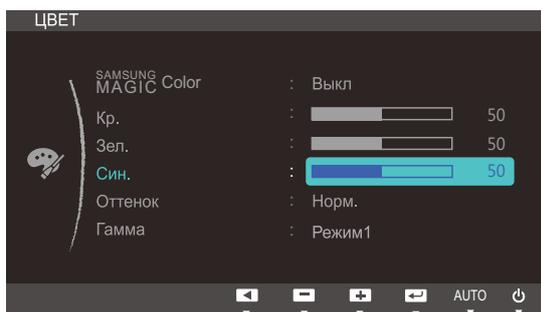 ЦВЕТ
SAMSUNG MAGIC Color : Выкл
Кр. : 50
Зел. : 50
Син. : 50
Оттенок : Норм.
Гамма : Режим1
AUTO